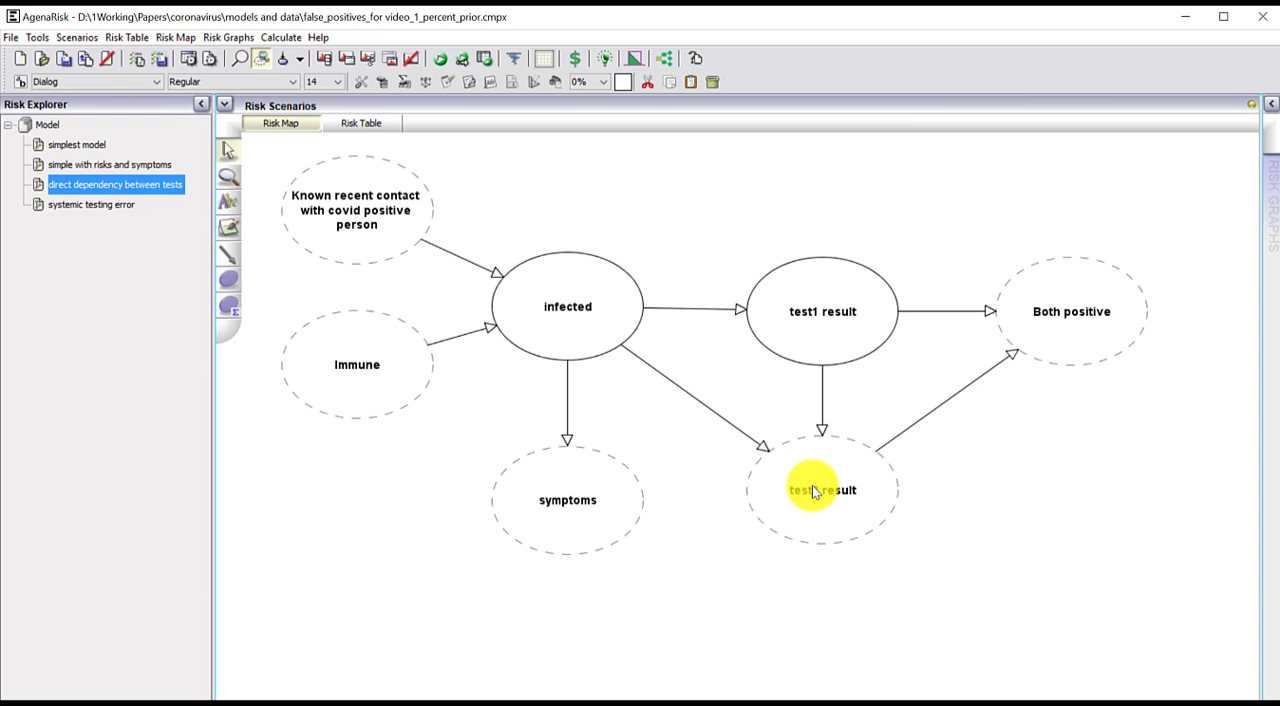 AgenaRisk - D:\1Working\Papers\coronavirus\models and data\false_positives_for video_1_percent_prior.cmpx
File Tools Scenarios Risk Table Risk Map Risk Graphs Calculate Help
Dialog Regular 14 0%
Risk Explorer
Risk Scenarios
Model
simplest model
simple with risks and symptoms
direct dependency between tests
systemic testing error
Risk Map Risk Table
Known recent contact
with covid positive
person
infected
test1 result
Both positive
Immune
symptoms
result
RISK GRAPHS